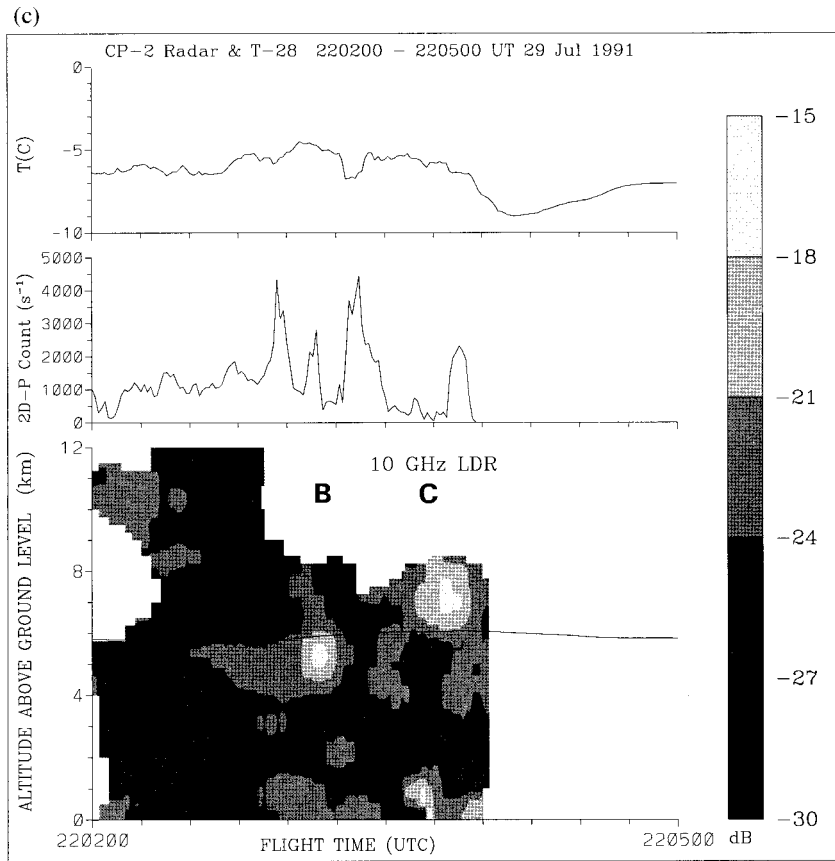 (c)
CP-2 Radar & T-28 220200 - 220500 UT 29 Jul 1991
0
-5
-10
T(C)
5000
4000
3000
2000
1000
0
2D-P Count (s⁻¹)
12
8
4
0
ALTITUDE ABOVE GROUND LEVEL (km)
10 GHz LDR
B
C
220200
FLIGHT TIME (UTC)
220500
-15
-18
-21
-24
-27
-30
dB